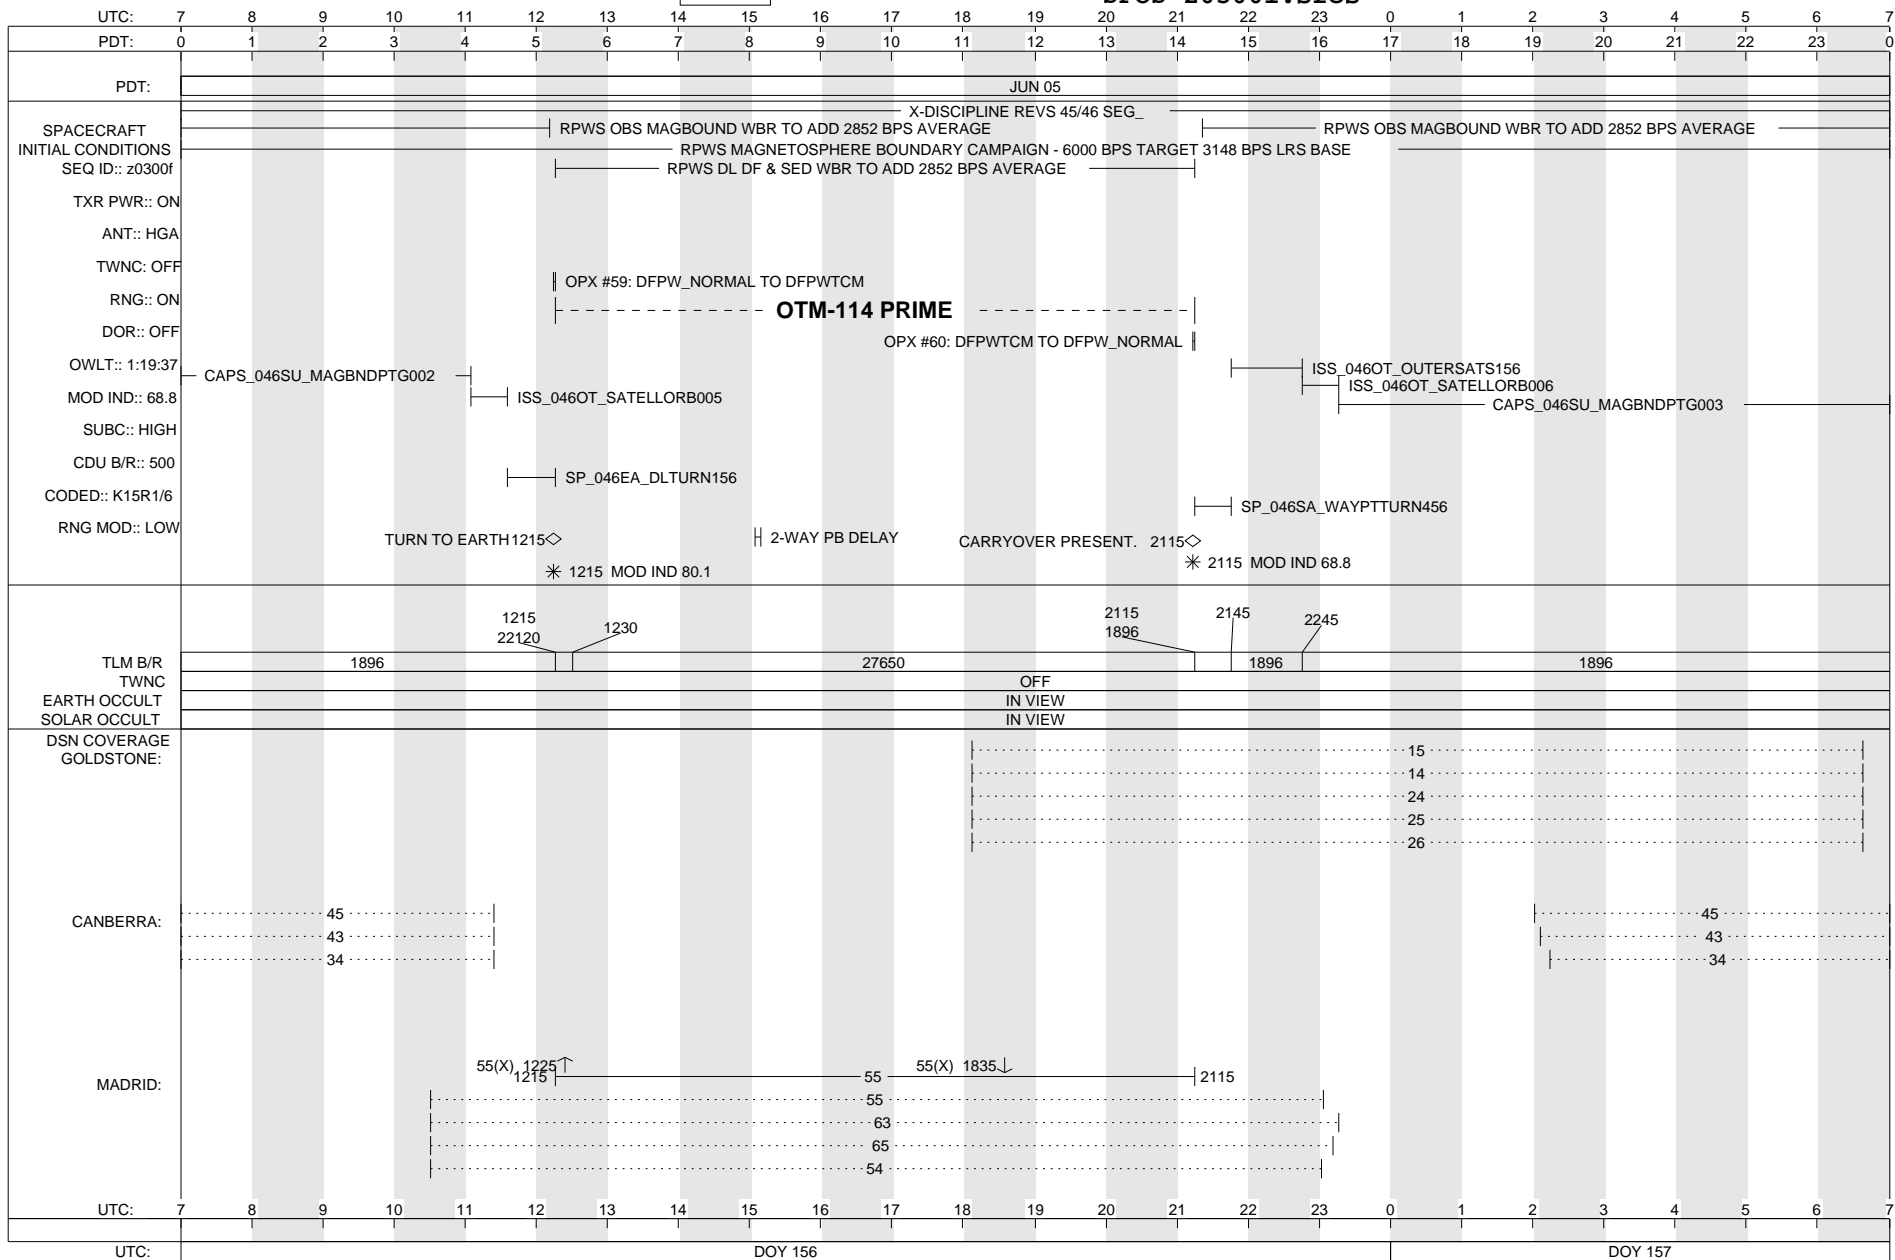 UTC: 7 8 9 10 11 12 13 14 15 16 17 18 19 20 21 22 23 0 1 2 3 4 5 6 7
PDT: 0 1 2 3 4 5 6 7 8 9 10 11 12 13 14 15 16 17 18 19 20 21 22 23 0
PDT: JUN 05
X-DISCIPLINE REVS 45/46 SEG_
SPACECRAFT
INITIAL CONDITIONS
RPWS OBS MAGBOUND WBR TO ADD 2852 BPS AVERAGE
RPWS OBS MAGBOUND WBR TO ADD 2852 BPS AVERAGE
RPWS MAGNETOSPHERE BOUNDARY CAMPAIGN - 6000 BPS TARGET 3148 BPS LRS BASE
SEQ ID:: z0300f
RPWS DL DF & SED WBR TO ADD 2852 BPS AVERAGE
TXR PWR:: ON
ANT:: HGA
TWNC: OFF
OPX #59: DFPW_NORMAL TO DFPWTCM
RNG:: ON
OTM-114 PRIME
DOR:: OFF
OPX #60: DFPWTCM TO DFPW_NORMAL
OWLT:: 1:19:37
ISS_046OT_OUTERSATS156
CAPS_046SU_MAGBNDPTG002
ISS_046OT_SATELLORB006
MOD IND:: 68.8
ISS_046OT_SATELLORB005
CAPS_046SU_MAGBNDPTG003
SUBC:: HIGH
CDU B/R:: 500
SP_046EA_DLTURN156
CODED:: K15R1/6
SP_046SA_WAYPTTURN456
RNG MOD:: LOW
TURN TO EARTH 1215
2-WAY PB DELAY
CARRYOVER PRESENT. 2115
1215 MOD IND 80.1
2115 MOD IND 68.8
1215
22120
1230
2115
1896
2145
2245
TLM B/R 1896 27650 1896 1896
TWNC OFF
EARTH OCCULT IN VIEW
SOLAR OCCULT IN VIEW
DSN COVERAGE
GOLDSTONE:
15
14
24
25
26
CANBERRA:
45 45
43 43
34 34
MADRID:
55(X) 1225
55(X) 1835
1215 55 2115
55
63
65
54
UTC: 7 8 9 10 11 12 13 14 15 16 17 18 19 20 21 22 23 0 1 2 3 4 5 6 7
UTC: DOY 156 DOY 157